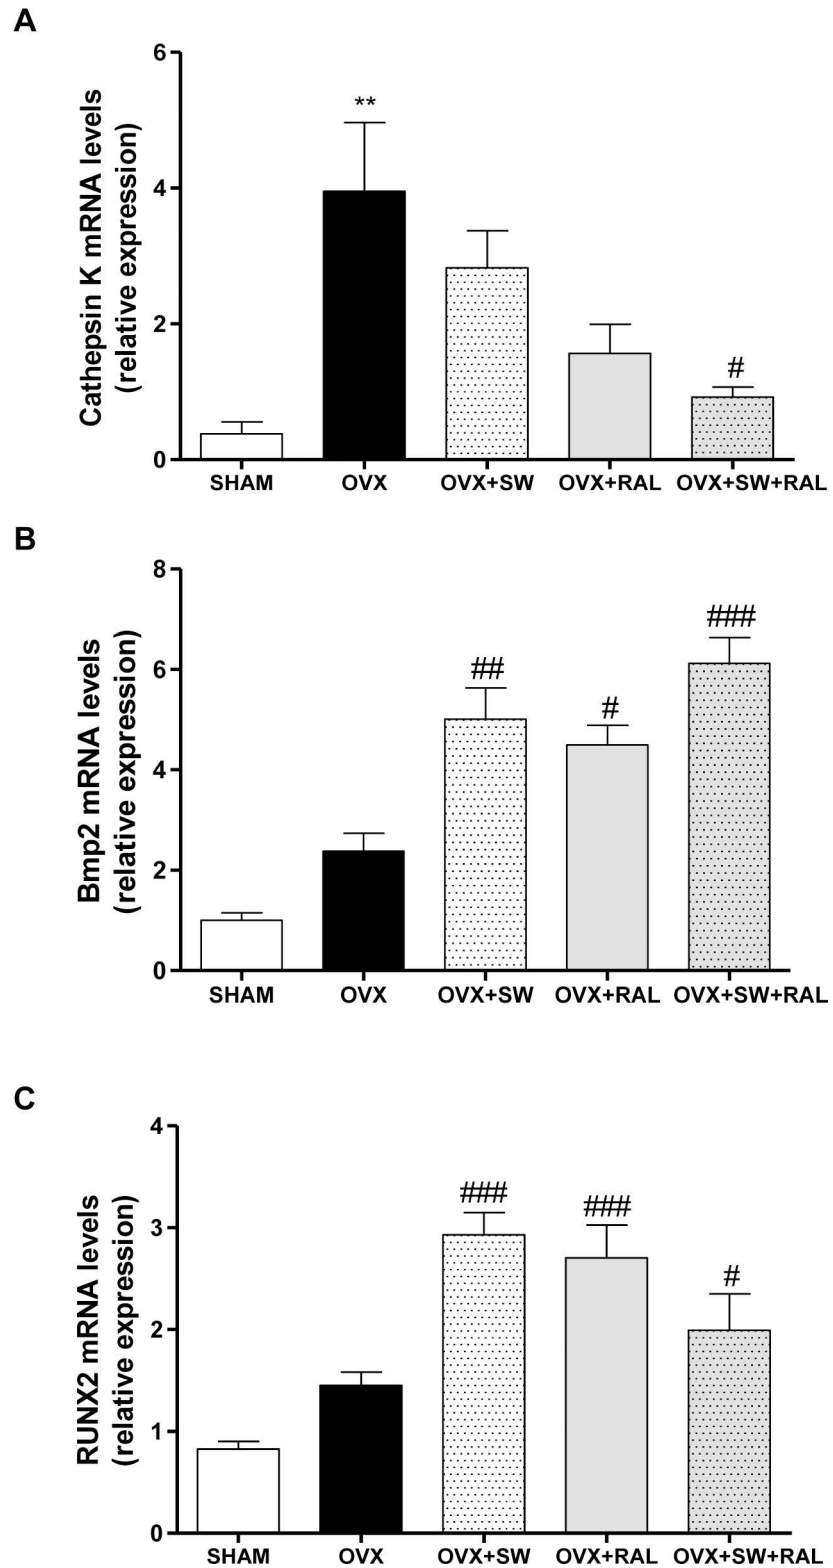 A
Cathepsin K mRNA levels
(relative expression)
6
4
2
0
**
#
SHAM OVX OVX+SW OVX+RAL OVX+SW+RAL
B
Bmp2 mRNA levels
(relative expression)
8
6
4
2
0
##
#
###
SHAM OVX OVX+SW OVX+RAL OVX+SW+RAL
C
RUNX2 mRNA levels
(relative expression)
4
3
2
1
0
###
###
#
SHAM OVX OVX+SW OVX+RAL OVX+SW+RAL